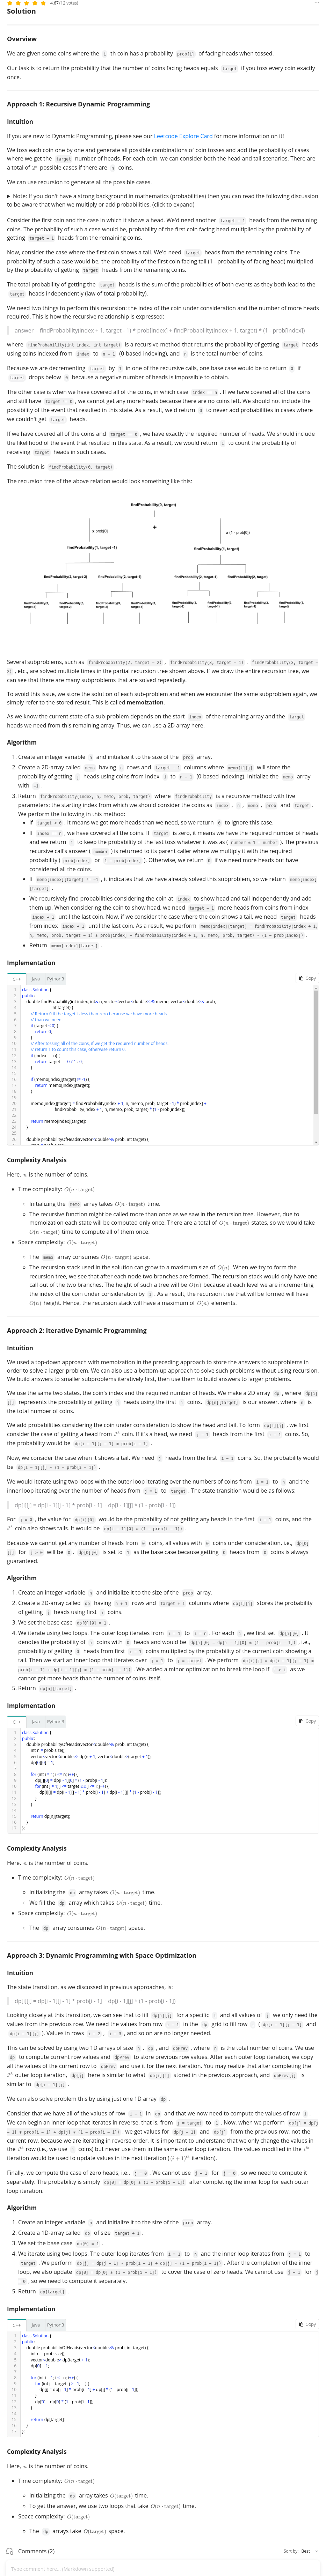 4.67 (12 votes)
Solution
Overview
We are given some coins where the i -th coin has a probability prob[i] of facing heads when tossed.
Our task is to return the probability that the number of coins facing heads equals target if you toss every coin exactly
once.
Approach 1: Recursive Dynamic Programming
Intuition
If you are new to Dynamic Programming, please see our Leetcode Explore Card for more information on it!
We toss each coin one by one and generate all possible combinations of coin tosses and add the probability of cases
where we get the target number of heads. For each coin, we can consider both the head and tail scenarios. There are
a total of 2ⁿ possible cases if there are n coins.
We can use recursion to generate all the possible cases.
▶ Note: If you don't have a strong background in mathematics (probabilities) then you can read the following discussion
to be aware that when we multiply or add probabilities. (click to expand)
Consider the first coin and the case in which it shows a head. We'd need another target − 1 heads from the remaining
coins. The probability of such a case would be, probability of the first coin facing head multiplied by the probability of
getting target − 1 heads from the remaining coins.
Now, consider the case where the first coin shows a tail. We'd need target heads from the remaining coins. The
probability of such a case would be, the probability of the first coin facing tail (1 - probability of facing head) multiplied
by the probability of getting target heads from the remaining coins.
The total probability of getting the target heads is the sum of the probabilities of both events as they both lead to the
target heads independently (law of total probability).
We need two things to perform this recursion: the index of the coin under consideration and the number of more heads
required. This is how the recursive relationship is expressed:
answer = findProbability(index + 1, target - 1) * prob[index] + findProbability(index + 1, target) * (1 - prob[index])
where findProbability(int index, int target) is a recursive method that returns the probability of getting target heads
using coins indexed from index to n − 1 (0-based indexing), and n is the total number of coins.
Because we are decrementing target by 1 in one of the recursive calls, one base case would be to return 0 if
target drops below 0 because a negative number of heads is impossible to obtain.
The other case is when we have covered all of the coins, in which case index == n . If we have covered all of the coins
and still have target != 0 , we cannot get any more heads because there are no coins left. We should not include the
possibility of the event that resulted in this state. As a result, we'd return 0 to avoid probabilities in cases where
we couldn't get target heads.
If we have covered all of the coins and target == 0 , we have exactly the required number of heads. We should include the
likelihood of the event that resulted in this state. As a result, we would return 1 to count the probability of
receiving target heads in such cases.
The solution is findProbability(0, target) .
The recursion tree of the above relation would look something like this:
findProbability(0, target)
x prob[0]
+
x (1 - prob[0])
findProbability(1, target -1)
findProbability(1, target)
findProbability(2, target-2)
findProbability(2, target-1)
findProbability(2, target-1)
findProbability(2, target)
Several subproblems, such as findProbability(2, target − 2) , findProbability(3, target − 1) , findProbability(3, target −
2) , etc., are solved multiple times in the partial recursion tree shown above. If we draw the entire recursion tree, we
can see that there are many subproblems that are solved repeatedly.
To avoid this issue, we store the solution of each sub-problem and when we encounter the same subproblem again, we
simply refer to the stored result. This is called memoization.
As we know the current state of a sub-problem depends on the start index of the remaining array and the target
heads we need from this remaining array. Thus, we can use a 2D array here.
Algorithm
1. Create an integer variable n and initialize it to the size of the prob array.
2. Create a 2D-array called memo having n rows and target + 1 columns where memo[i][j] will store the
probability of getting j heads using coins from index i to n − 1 (0-based indexing). Initialize the memo array
with −1 .
3. Return findProbability(index, n, memo, prob, target) where findProbability is a recursive method with five
parameters: the starting index of the remaining coins under considerations as index , n , memo , prob and target .
We perform the following in this method:
◦ If target < 0 , it means we got more heads than we need, so we return 0 to ignore this case.
◦ If index == n , we have covered all the coins. If target is zero, it means we obtained the required number of heads
and we return 1 to keep the probability of the last toss whatever it was as ( number × 1 = number ). The previous
recursive call's answer ( number ) is returned to its parent caller where we multiply it with the required
probability ( prob[index] or 1 − prob[index] ). Otherwise, we return 0 if we require more heads but have no
coins remaining for consideration.
◦ If memo[index][target] != −1 , it indicates that we have already solved this subproblem, so we return memo[index]
[target] .
◦ We recursively find probabilities considering the coin at index to show head and tail independently and add
them up. When considering the coin to show head, we need target − 1 more heads from coins from index
index + 1 until the last coin. Now, if we need to consider that the coin shows a tail, we need target heads
from index index + 1 until the last coin. As a result, we perform memo[index][target] = findProbability(index + 1,
n, memo, prob, target − 1) * prob[index] + findProbability(index + 1, n, memo, prob, target) * (1 − prob[index]) .
◦ Return memo[index][target] .
Implementation
C++ Java Python3 Copy
1 class Solution {
2 public:
3 double findProbability(int index, int& n, vector<vector<double>>& memo, vector<double>& prob,
4 int target) {
5 // Return 0 if the target is less than zero because we have more heads
6 // than we need.
7 if (target < 0) {
8 return 0;
9 }
10 // After tossing all of the coins, if we get the required number of heads,
11 // return 1 to count this case, otherwise return 0.
12 if (index == n) {
13 return target == 0 ? 1 : 0;
14 }
15
16 if (memo[index][target] != -1) {
17 return memo[index][target];
18 }
19
20 memo[index][target] = findProbability(index + 1, n, memo, prob, target - 1) * prob[index] +
21 findProbability(index + 1, n, memo, prob, target) * (1 - prob[index]);
22
23 return memo[index][target];
24 }
25
26 double probabilityOfHeads(vector<double>& prob, int target) {
Complexity Analysis
Here, n is the number of coins.
• Time complexity: O(n · target)
◦ Initializing the memo array takes O(n · target) time.
◦ The recursive function might be called more than once as we saw in the recursion tree. However, due to
memoization each state will be computed only once. There are a total of O(n · target) states, so we would take
O(n · target) time to compute all of them once.
• Space complexity: O(n · target)
◦ The memo array consumes O(n · target) space.
◦ The recursion stack used in the solution can grow to a maximum size of O(n). When we try to form the
recursion tree, we see that after each node two branches are formed. The recursion stack would only have one
call out of the two branches. The height of such a tree will be O(n) because at each level we are incrementing
the index of the coin under consideration by 1 . As a result, the recursion tree that will be formed will have
O(n) height. Hence, the recursion stack will have a maximum of O(n) elements.
Approach 2: Iterative Dynamic Programming
Intuition
We used a top-down approach with memoization in the preceding approach to store the answers to subproblems in
order to solve a larger problem. We can also use a bottom-up approach to solve such problems without using recursion.
We build answers to smaller subproblems iteratively first, then use them to build answers to larger problems.
We use the same two states, the coin's index and the required number of heads. We make a 2D array dp , where dp[i]
[j] represents the probability of getting j heads using the first i coins. dp[n][target] is our answer, where n is
the total number of coins.
We add probabilities considering the coin under consideration to show the head and tail. To form dp[i][j] , we first
consider the case of getting a head from iᵗʰ coin. If it's a head, we need j − 1 heads from the first i − 1 coins. So,
the probability would be dp[i − 1][j − 1] * prob[i − 1] .
Now, we consider the case when it shows a tail. We need j heads from the first i − 1 coins. So, the probability would
be dp[i − 1][j] * (1 − prob[i − 1]) .
We would iterate using two loops with the outer loop iterating over the numbers of coins from i = 1 to n and the
inner loop iterating over the number of heads from j = 1 to target . The state transition would be as follows:
dp[i][j] = dp[i - 1][j - 1] * prob[i - 1] + dp[i - 1][j] * (1 - prob[i - 1])
For j = 0 , the value for dp[i][0] would be the probability of not getting any heads in the first i − 1 coins, and the
iᵗʰ coin also shows tails. It would be dp[i − 1][0] * (1 − prob[i − 1]) .
Because we cannot get any number of heads from 0 coins, all values with 0 coins under consideration, i.e., dp[0]
[j] for j > 0 will be 0 . dp[0][0] is set to 1 as the base case because getting 0 heads from 0 coins is always
guaranteed.
Algorithm
1. Create an integer variable n and initialize it to the size of the prob array.
2. Create a 2D-array called dp having n + 1 rows and target + 1 columns where dp[i][j] stores the probability
of getting j heads using first i coins.
3. We set the base case dp[0][0] = 1 .
4. We iterate using two loops. The outer loop iterates from i = 1 to i = n . For each i , we first set dp[i][0] . It
denotes the probability of i coins with 0 heads and would be dp[i][0] = dp[i − 1][0] * (1 − prob[i − 1]) , i.e.,
probability of getting 0 heads from first i − 1 coins multiplied by the probability of the current coin showing a
tail. Then we start an inner loop that iterates over j = 1 to j = target . We perform dp[i][j] = dp[i − 1][j − 1] *
prob[i − 1] + dp[i − 1][j] * (1 − prob[i − 1]) . We added a minor optimization to break the loop if j > i as we
cannot get more heads than the number of coins itself.
5. Return dp[n][target] .
Implementation
C++ Java Python3 Copy
1 class Solution {
2 public:
3 double probabilityOfHeads(vector<double>& prob, int target) {
4 int n = prob.size();
5 vector<vector<double>> dp(n + 1, vector<double>(target + 1));
6 dp[0][0] = 1;
7
8 for (int i = 1; i <= n; i++) {
9 dp[i][0] = dp[i - 1][0] * (1 - prob[i - 1]);
10 for (int j = 1; j <= target && j <= i; j++) {
11 dp[i][j] = dp[i - 1][j - 1] * prob[i - 1] + dp[i - 1][j] * (1 - prob[i - 1]);
12 }
13 }
14
15 return dp[n][target];
16 }
17 };
Complexity Analysis
Here, n is the number of coins.
• Time complexity: O(n · target)
◦ Initializing the dp array takes O(n · target) time.
◦ We fill the dp array which takes O(n · target) time.
• Space complexity: O(n · target)
◦ The dp array consumes O(n · target) space.
Approach 3: Dynamic Programming with Space Optimization
Intuition
The state transition, as we discussed in previous approaches, is:
dp[i][j] = dp[i - 1][j - 1] * prob[i - 1] + dp[i - 1][j] * (1 - prob[i - 1])
Looking closely at this transition, we can see that to fill dp[i][j] for a specific i and all values of j we only need the
values from the previous row. We need the values from row i − 1 in the dp grid to fill row i ( dp[i − 1][j − 1] and
dp[i − 1][j] ). Values in rows i − 2 , i − 3 , and so on are no longer needed.
This can be solved by using two 1D arrays of size n , dp , and dpPrev , where n is the total number of coins. We use
dp to compute current row values and dpPrev to store previous row values. After each outer loop iteration, we copy
all the values of the current row to dpPrev and use it for the next iteration. You may realize that after completing the
iᵗʰ outer loop iteration, dp[j] here is similar to what dp[i][j] stored in the previous approach, and dpPrev[j] is
similar to dp[i − 1][j] .
We can also solve this problem by using just one 1D array dp .
Consider that we have all of the values of row i − 1 in dp and that we now need to compute the values of row i .
We can begin an inner loop that iterates in reverse, that is, from j = target to 1 . Now, when we perform dp[j] = dp[j
− 1] * prob[i − 1] + dp[j] * (1 − prob[i − 1]) , we get values for dp[j − 1] and dp[j] from the previous row, not the
current row, because we are iterating in reverse order. It is important to understand that we only change the values in
the iᵗʰ row (i.e., we use i coins) but need values from the previous row in the same iteration. The values modified in the iᵗʰ
iteration would be used to update values in the next iteration ( (i + 1)ᵗʰ iteration).
Finally, we compute the case of zero heads, i.e., j = 0 . We cannot use j − 1 for j = 0 , so we need to compute it
separately. The probability is simply dp[0] = dp[0] * (1 − prob[i − 1]) after completing the inner loop for each outer
loop iteration.
Algorithm
1. Create an integer variable n and initialize it to the size of the prob array.
2. Create a 1D-array called dp of size target + 1 .
3. We set the base case dp[0] = 1 .
4. We iterate using two loops. The outer loop iterates from i = 1 to n and the inner loop iterates from j = target to
1 . We perform dp[j] = dp[j − 1] * prob[i − 1] + dp[j] * (1 − prob[i − 1]) . After the completion of the inner
loop, we also update dp[0] = dp[0] * (1 − prob[i − 1]) to cover the case of zero heads. We cannot use j − 1 for j
= 0 , so we need to compute it separately.
5. Return dp[target] .
Implementation
C++ Java Python3 Copy
1 class Solution {
2 public:
3 double probabilityOfHeads(vector<double>& prob, int target) {
4 int n = prob.size();
5 vector<double> dp(target + 1);
6 dp[0] = 1;
7
8 for (int i = 1; i <= n; i++) {
9 for (int j = target; j >= 1; j--) {
10 dp[j] = dp[j - 1] * prob[i - 1] + dp[j] * (1 - prob[i - 1]);
11 }
12 dp[0] = dp[0] * (1 - prob[i - 1]);
13 }
14
15 return dp[target];
16 }
17 };
Complexity Analysis
Here, n is the number of coins.
• Time complexity: O(n · target)
◦ Initializing the dp array takes O(target) time.
◦ To get the answer, we use two loops that take O(n · target) time.
• Space complexity: O(target)
◦ The dp arrays take O(target) space.
Comments (2)
Sort by: Best
Type comment here... (Markdown supported)